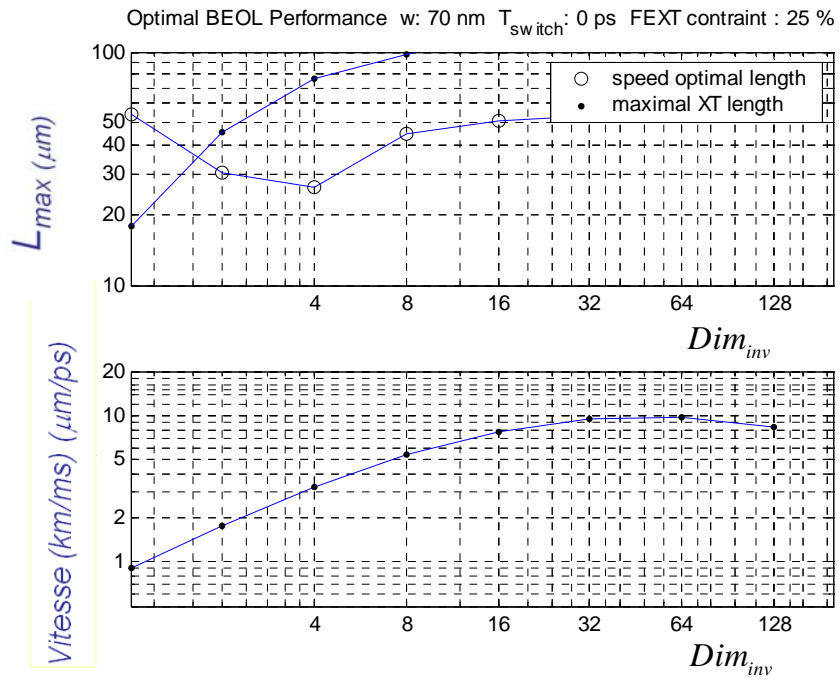 Optimal BEOL Performance w: 70 nm T_switch: 0 ps FEXT contraint : 25 %
100
50
40
30
20
10
L_max (μm)
speed optimal length
maximal XT length
4 8 16 32 64 128
Dim_inv
20
10
5
2
1
Vitesse (km/ms) (μm/ps)
4 8 16 32 64 128
Dim_inv